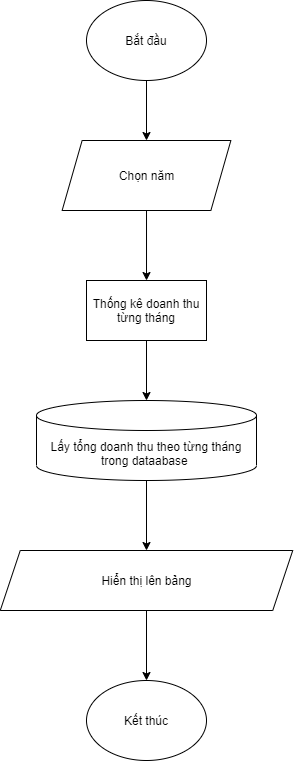 Bắt đầu
Chọn năm
Thống kê doanh thu
từng tháng
Lấy tổng doanh thu theo từng tháng
trong dataabase
Hiển thị lên bảng
Kết thúc